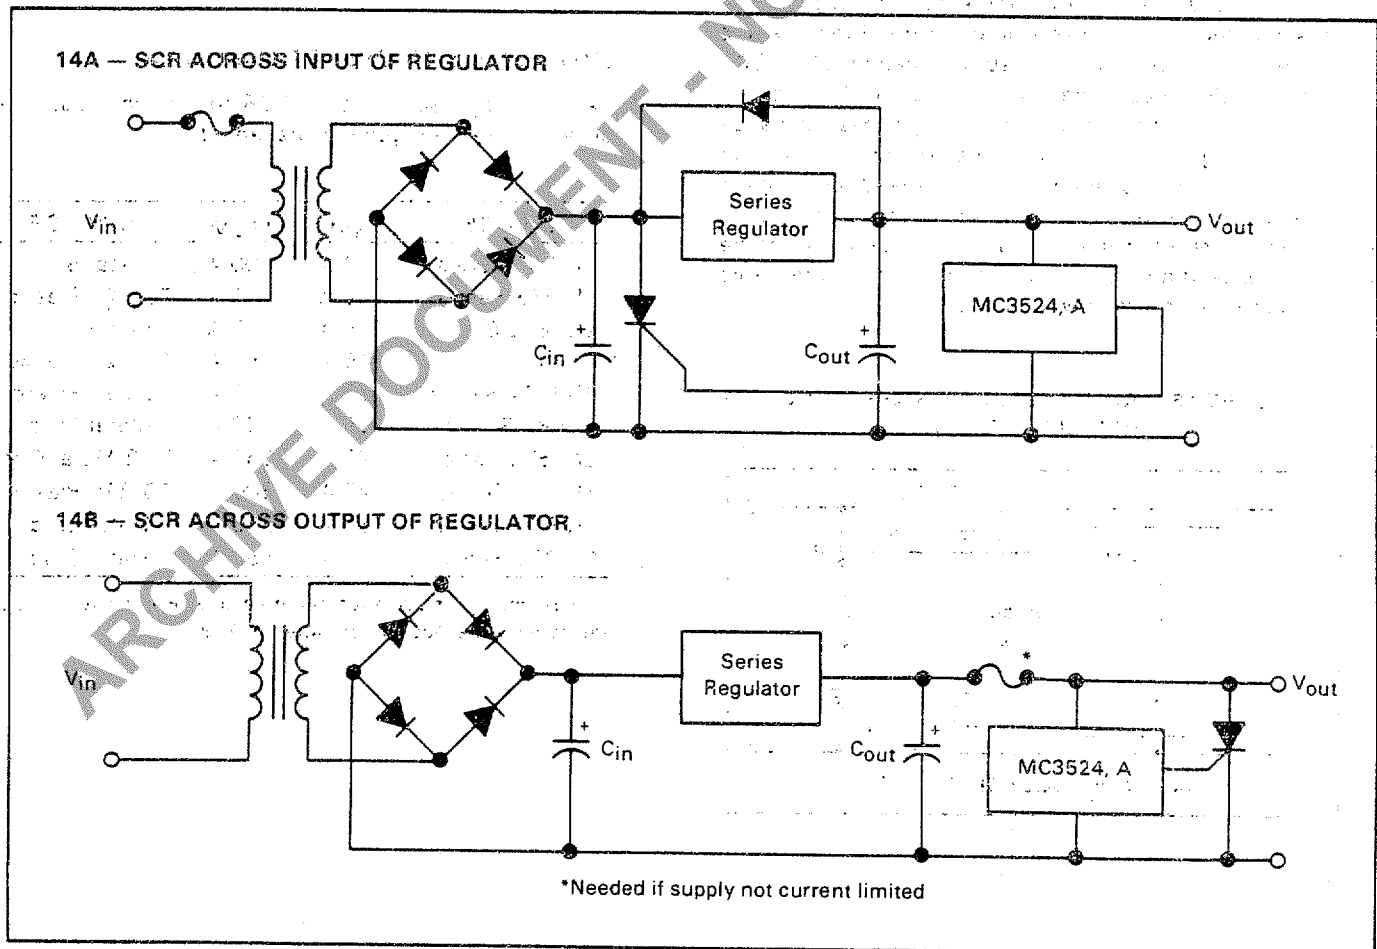 14A — SCR ACROSS INPUT OF REGULATOR
Vin
Series
Regulator
Vout
MC3524, A
+
Cin
+
Cout
14B — SCR ACROSS OUTPUT OF REGULATOR
Vin
Series
Regulator
*
Vout
+
Cin
+
Cout
MC3524, A
*Needed if supply not current limited
ARCHIVE DOCUMENT - NO